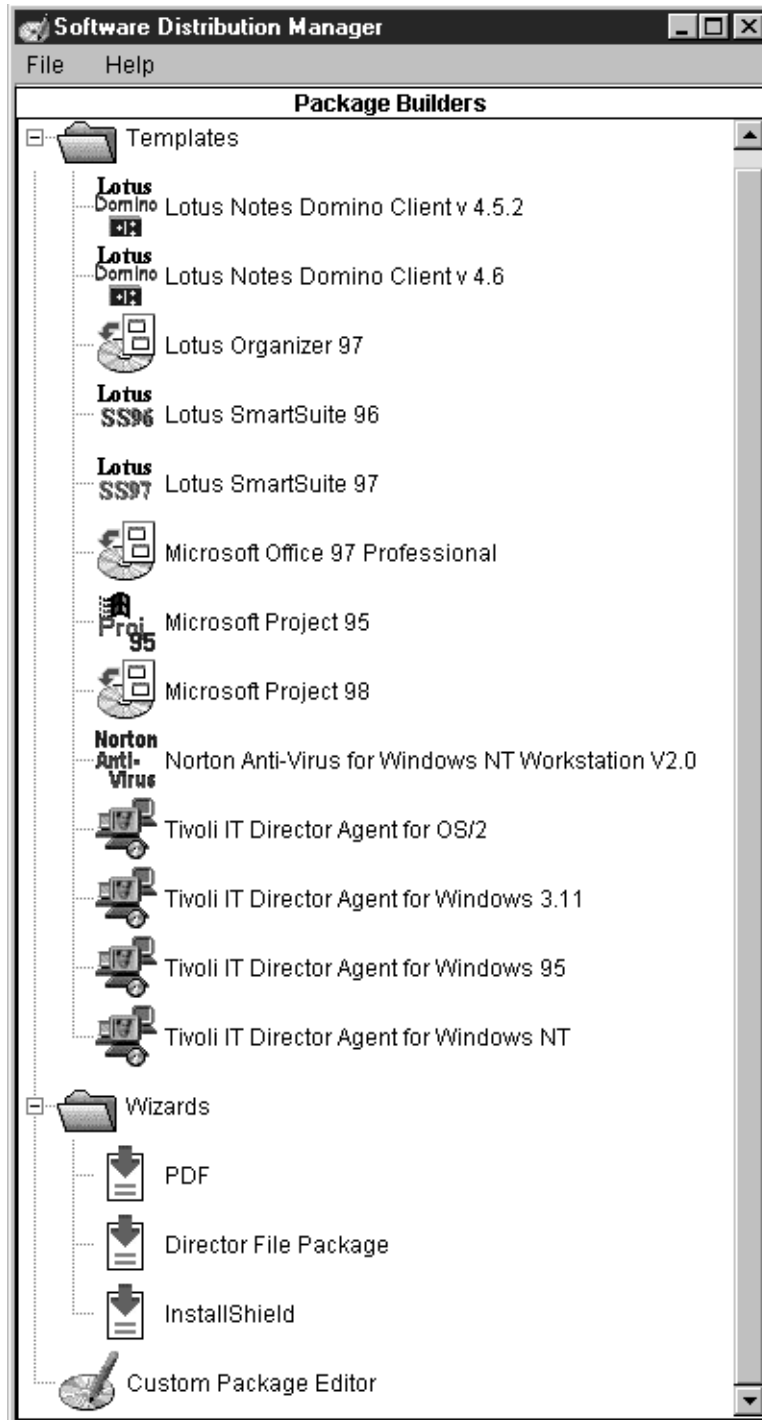 Software Distribution Manager
File Help
Package Builders
Templates
Lotus
Domino
Lotus Notes Domino Client v 4.5.2
Lotus
Domino
Lotus Notes Domino Client v 4.6
Lotus Organizer 97
Lotus
SS96
Lotus SmartSuite 96
Lotus
SS97
Lotus SmartSuite 97
Microsoft Office 97 Professional
Proj
95
Microsoft Project 95
Microsoft Project 98
Norton
Anti-
Virus
Norton Anti-Virus for Windows NT Workstation V2.0
Tivoli IT Director Agent for OS/2
Tivoli IT Director Agent for Windows 3.11
Tivoli IT Director Agent for Windows 95
Tivoli IT Director Agent for Windows NT
Wizards
PDF
Director File Package
InstallShield
Custom Package Editor